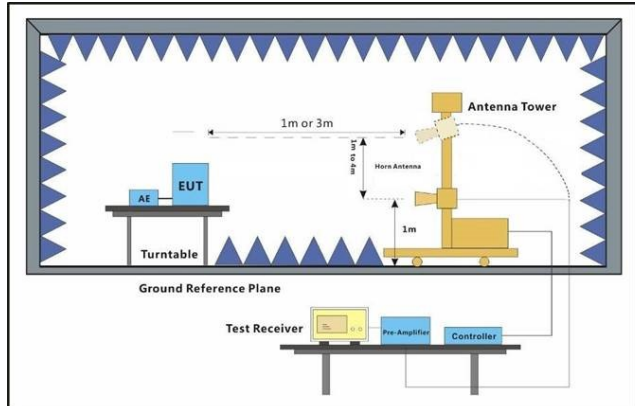 1m or 3m
Antenna Tower
1m to 4m
Horn Antenna
EUT
AE
1m
Turntable
Ground Reference Plane
Test Receiver
Pre-Amplifier
Controller